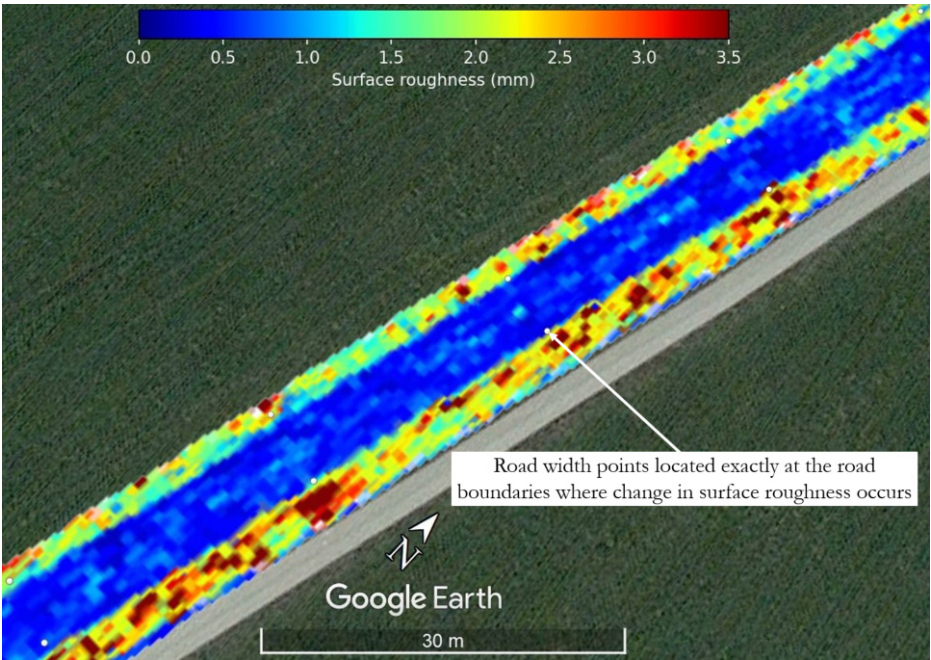 0.0 0.5 1.0 1.5 2.0 2.5 3.0 3.5
Surface roughness (mm)
Road width points located exactly at the road
boundaries where change in surface roughness occurs
N
Google Earth
30 m